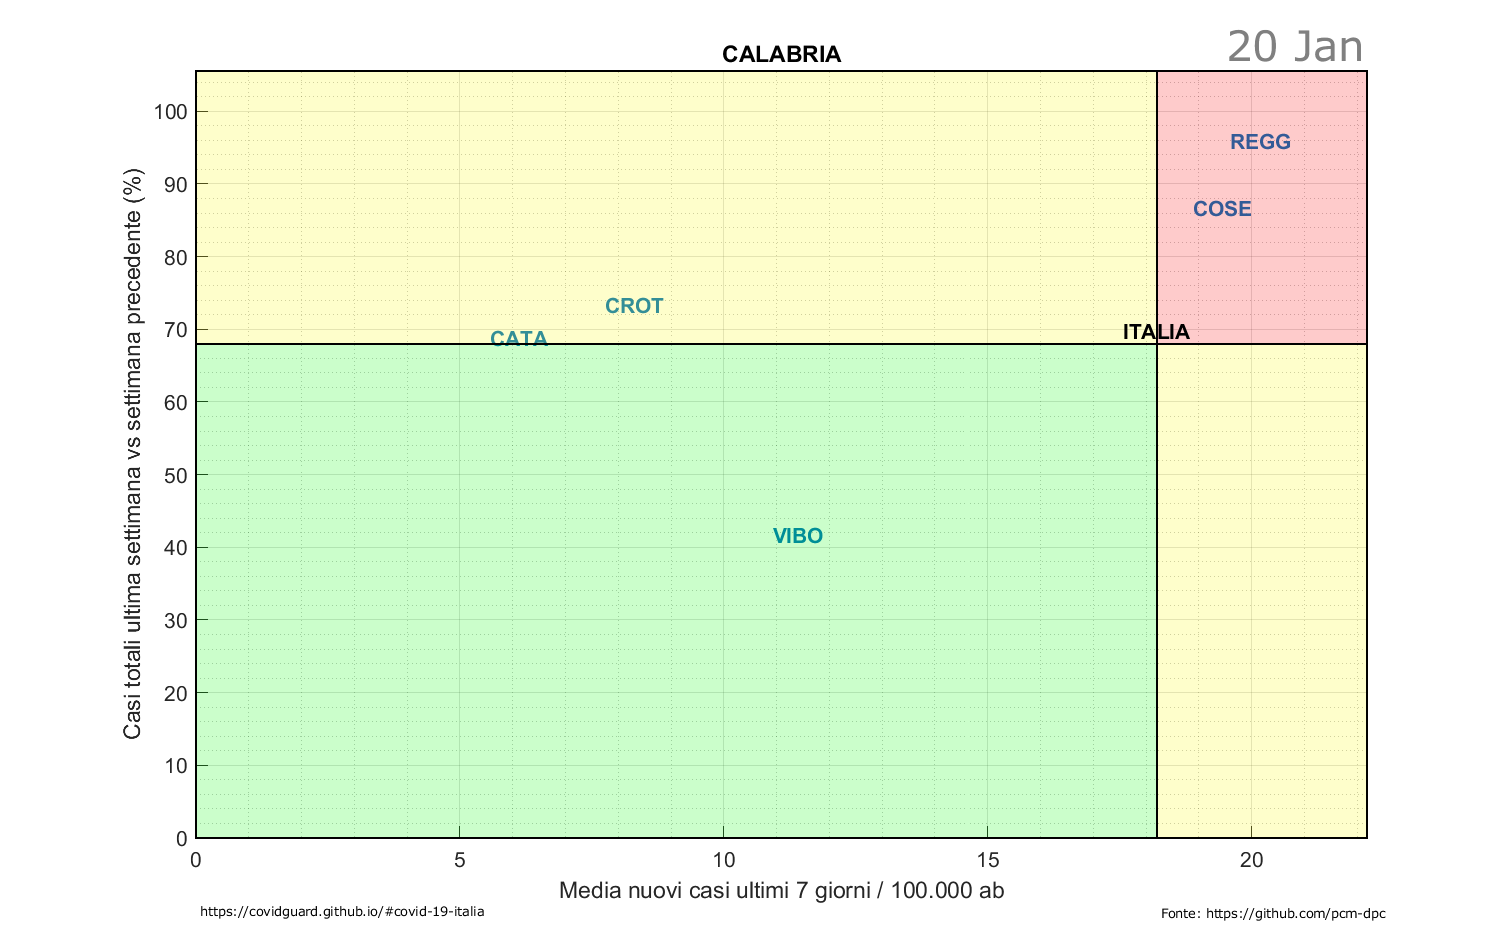 CALABRIA
20 Jan
100
90
80
70
60
50
40
30
20
10
0
Casi totali ultima settimana vs settimana precedente (%)
REGG
COSE
CROT
ITALIA
CATA
VIBO
0 5 10 15 20
Media nuovi casi ultimi 7 giorni / 100.000 ab
https://covidguard.github.io/#covid-19-italia
Fonte: https://github.com/pcm-dpc